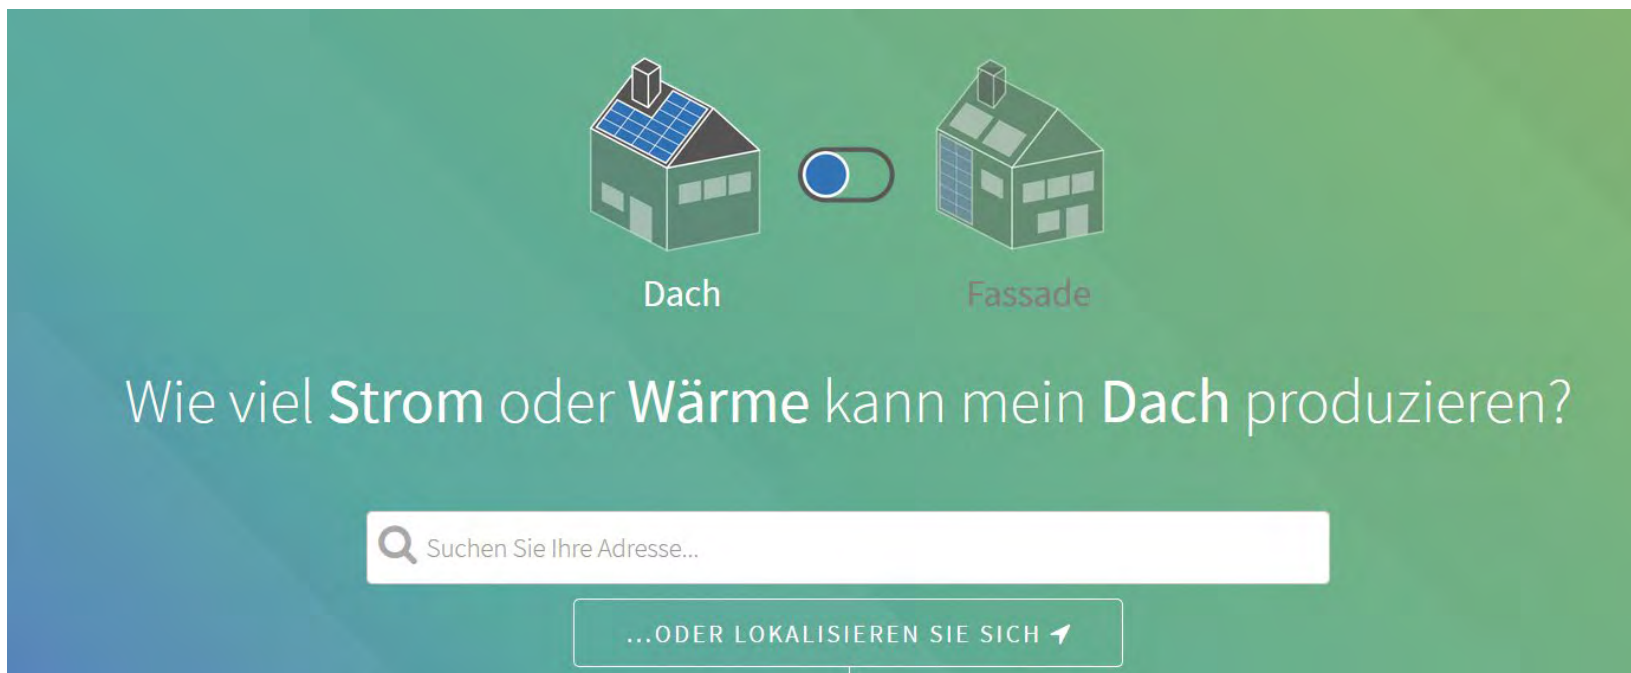 Dach
Fassade
Wie viel Strom oder Wärme kann mein Dach produzieren?
Suchen Sie Ihre Adresse...
...ODER LOKALISIEREN SIE SICH